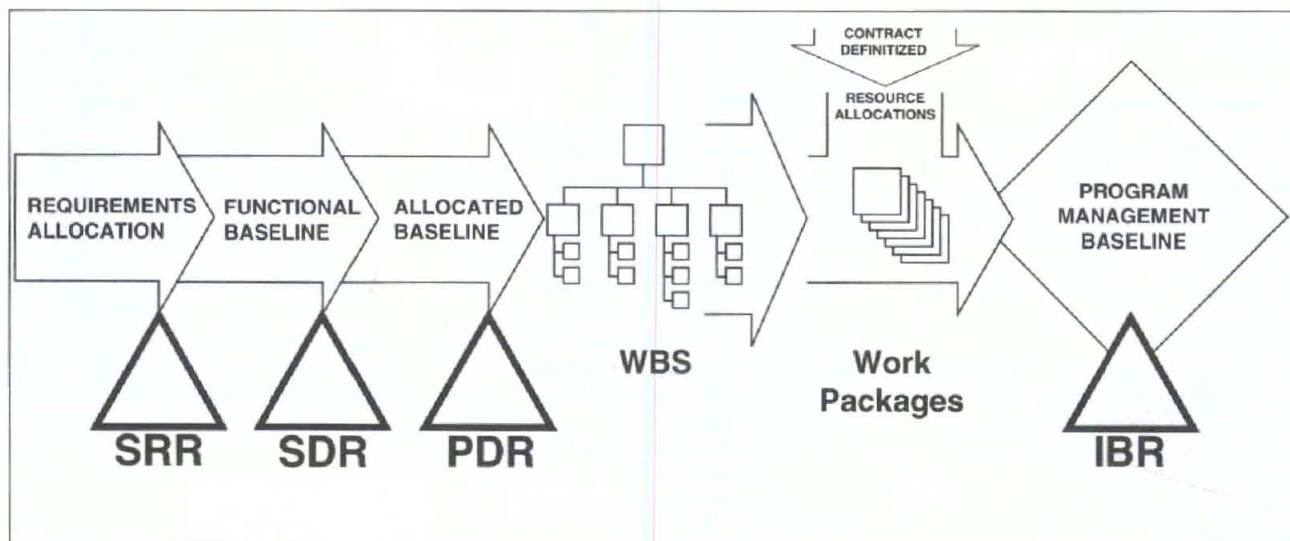 CONTRACT
DEFINITIZED
RESOURCE
ALLOCATIONS
REQUIREMENTS
ALLOCATION
FUNCTIONAL
BASELINE
ALLOCATED
BASELINE
PROGRAM
MANAGEMENT
BASELINE
WBS
Work
Packages
SRR
SDR
PDR
IBR